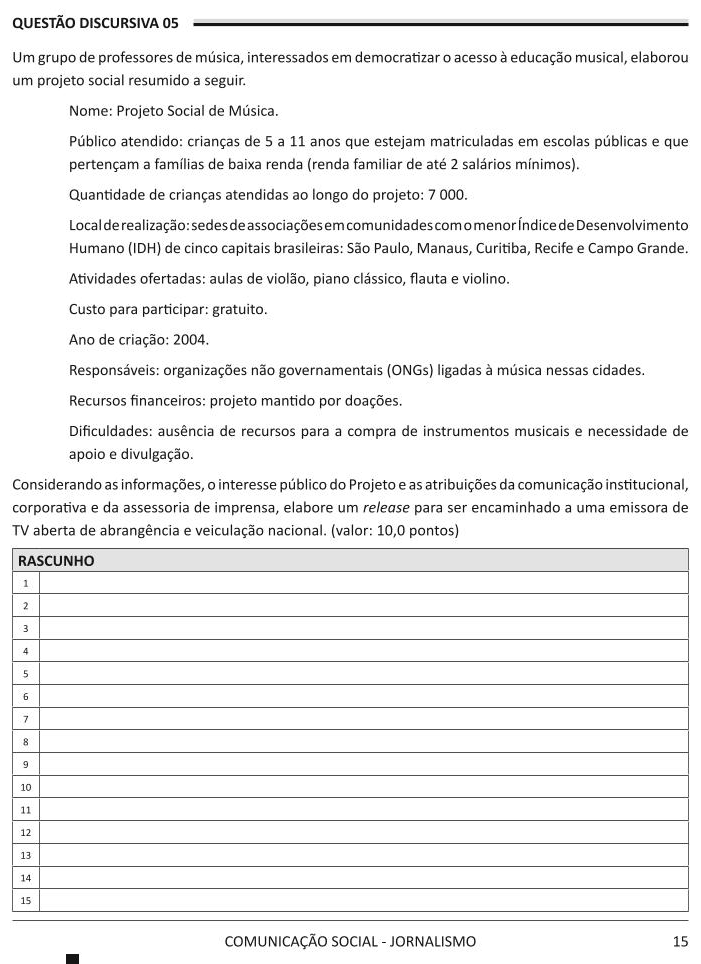 QUESTÃO DISCURSIVA 05
Um grupo de professores de música, interessados em democratizar o acesso à educação musical, elaborou
um projeto social resumido a seguir.
Nome: Projeto Social de Música.
Público atendido: crianças de 5 a 11 anos que estejam matriculadas em escolas públicas e que
pertençam a famílias de baixa renda (renda familiar de até 2 salários mínimos).
Quantidade de crianças atendidas ao longo do projeto: 7 000.
Local de realização: sedes de associações em comunidades com o menor Índice de Desenvolvimento
Humano (IDH) de cinco capitais brasileiras: São Paulo, Manaus, Curitiba, Recife e Campo Grande.
Atividades ofertadas: aulas de violão, piano clássico, flauta e violino.
Custo para participar: gratuito.
Ano de criação: 2004.
Responsáveis: organizações não governamentais (ONGs) ligadas à música nessas cidades.
Recursos financeiros: projeto mantido por doações.
Dificuldades: ausência de recursos para a compra de instrumentos musicais e necessidade de
apoio e divulgação.
Considerando as informações, o interesse público do Projeto e as atribuições da comunicação institucional,
corporativa e da assessoria de imprensa, elabore um release para ser encaminhado a uma emissora de
TV aberta de abrangência e veiculação nacional. (valor: 10,0 pontos)
RASCUNHO
1
2
3
4
5
6
7
8
9
10
11
12
13
14
15
COMUNICAÇÃO SOCIAL - JORNALISMO 15